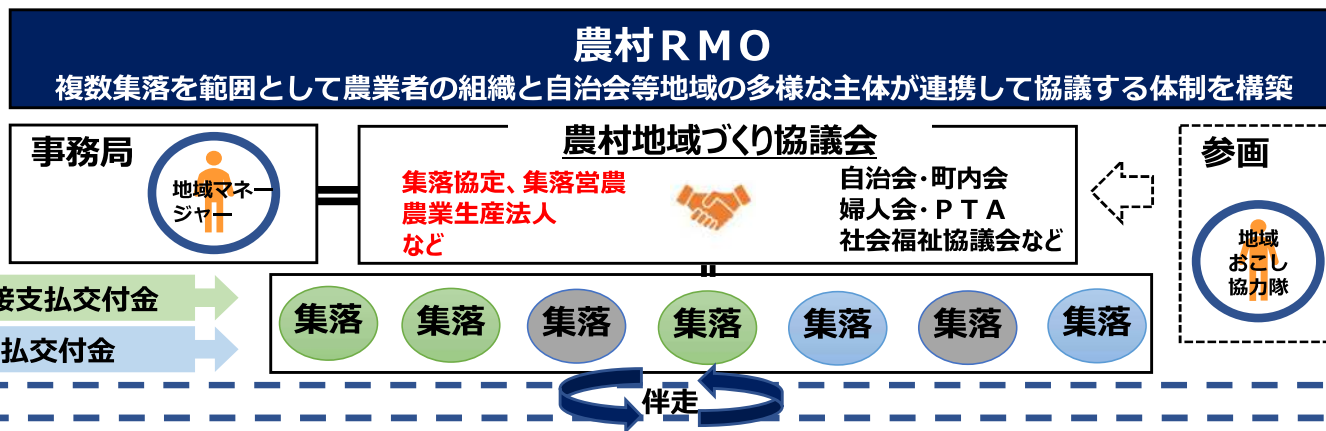 農村ＲＭＯ
複数集落を範囲として農業者の組織と自治会等地域の多様な主体が連携して協議する体制を構築
事務局
地域マネー
ジャー
農村地域づくり協議会
集落協定、集落営農
農業生産法人
など
自治会・町内会
婦人会・ＰＴＡ
社会福祉協議会など
参画
地域
おこし
協力隊
接支払交付金
払交付金
集落 集落 集落 集落 集落 集落 集落
伴走